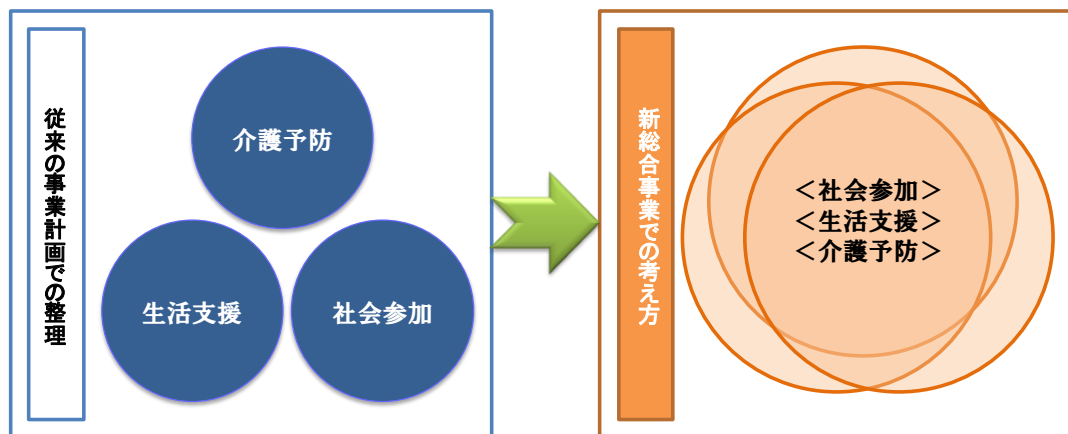 従来の事業計画での整理
介護予防
生活支援
社会参加
新総合事業での考え方
＜社会参加＞
＜生活支援＞
＜介護予防＞